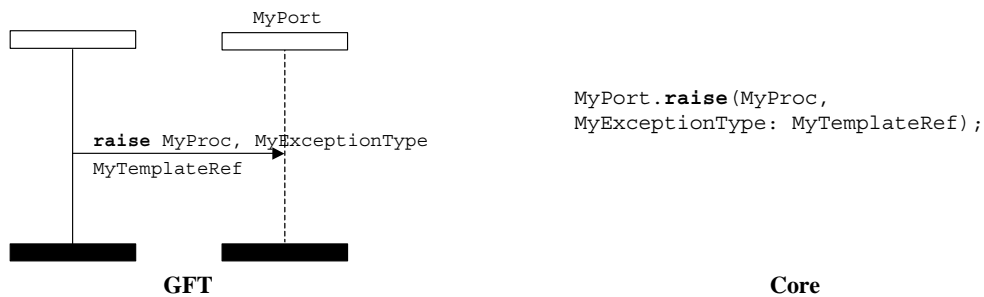 MyPort
raise MyProc, MyExceptionType
MyTemplateRef
MyPort.raise(MyProc,
MyExceptionType: MyTemplateRef);
GFT
Core